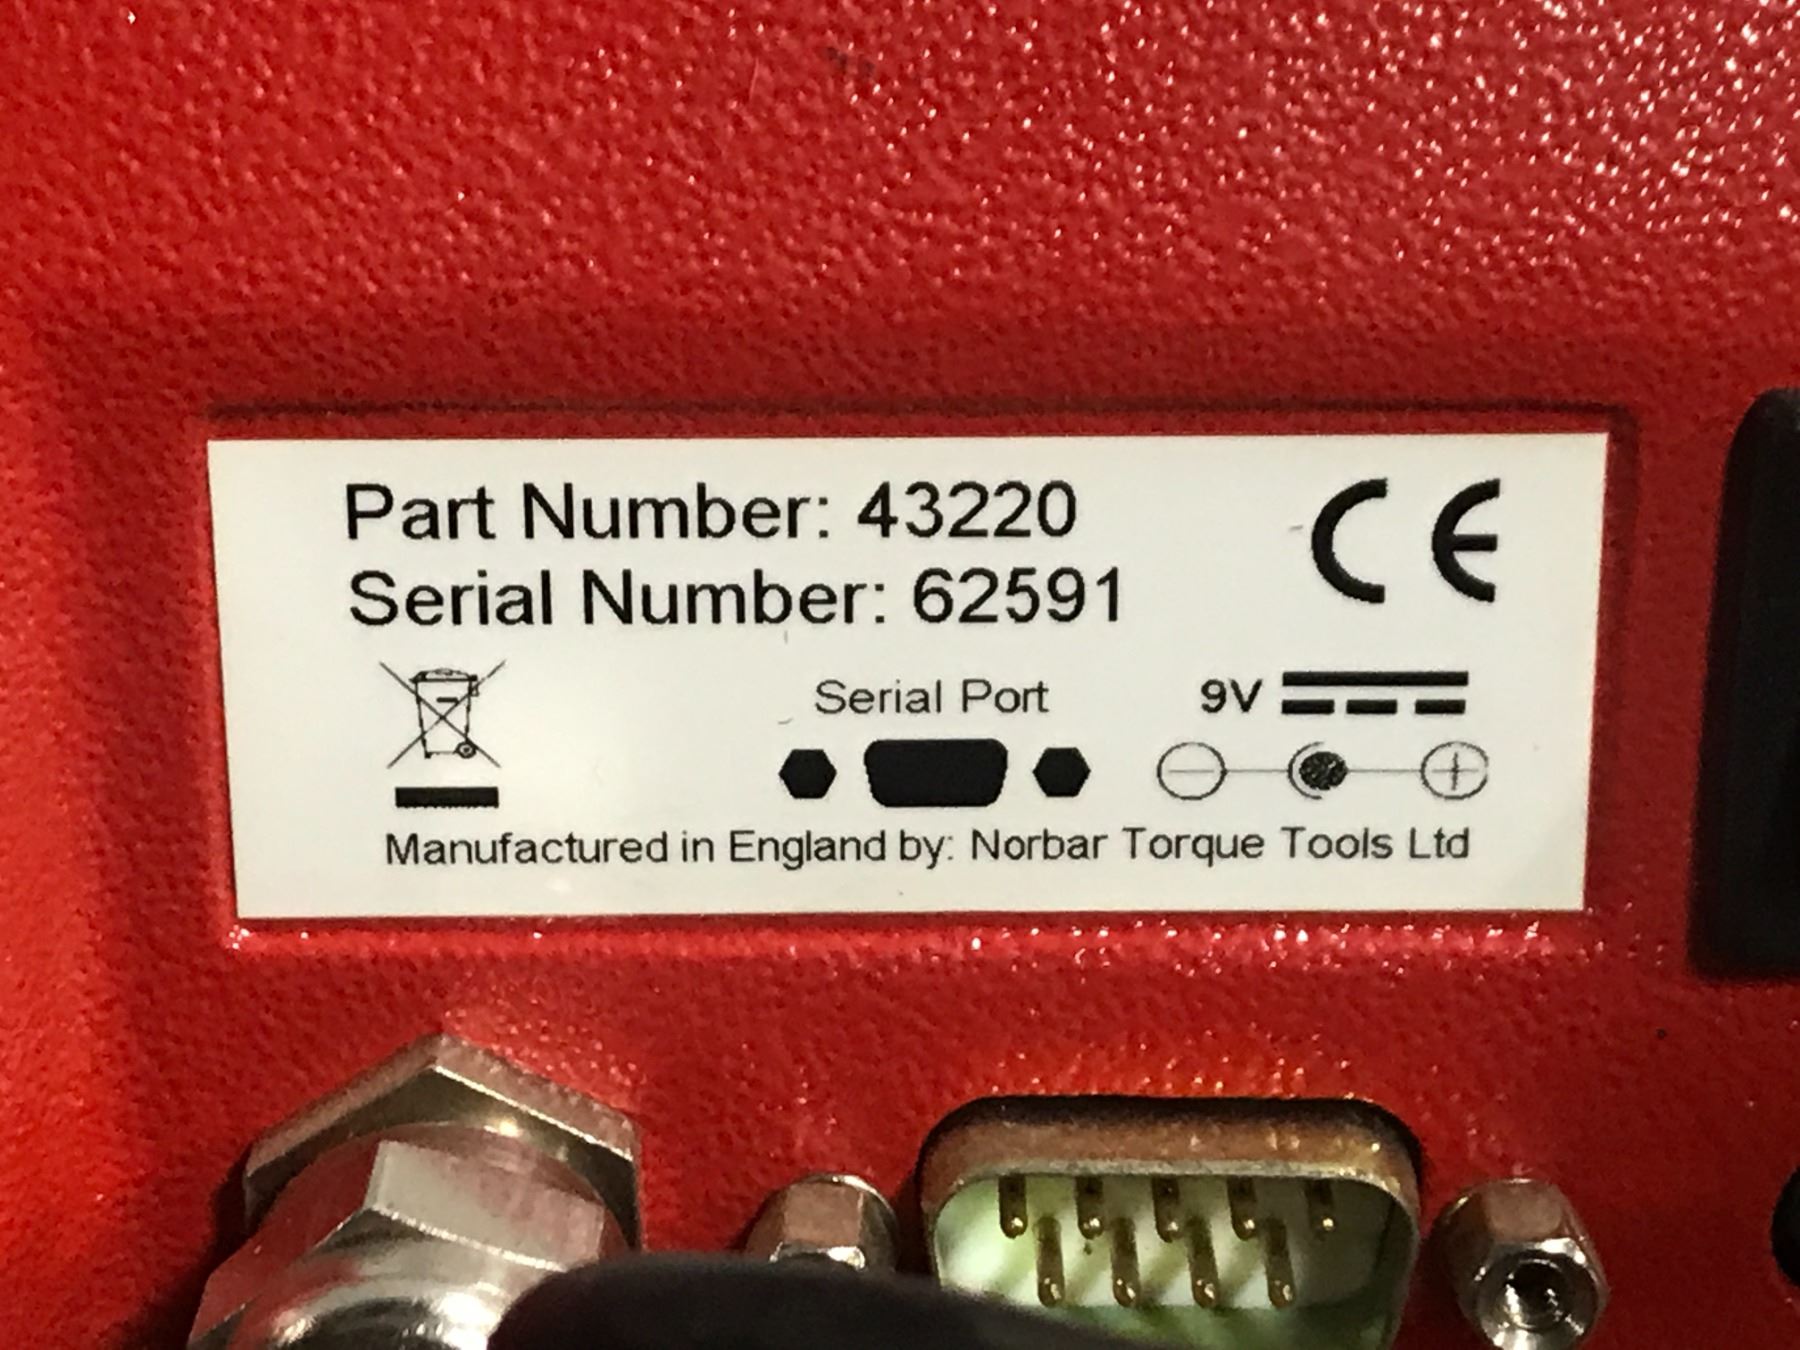 Part Number: 43220
CE
Serial Number: 62591
Serial Port
9V
Manufactured in England by: Norbar Torque Tools Ltd